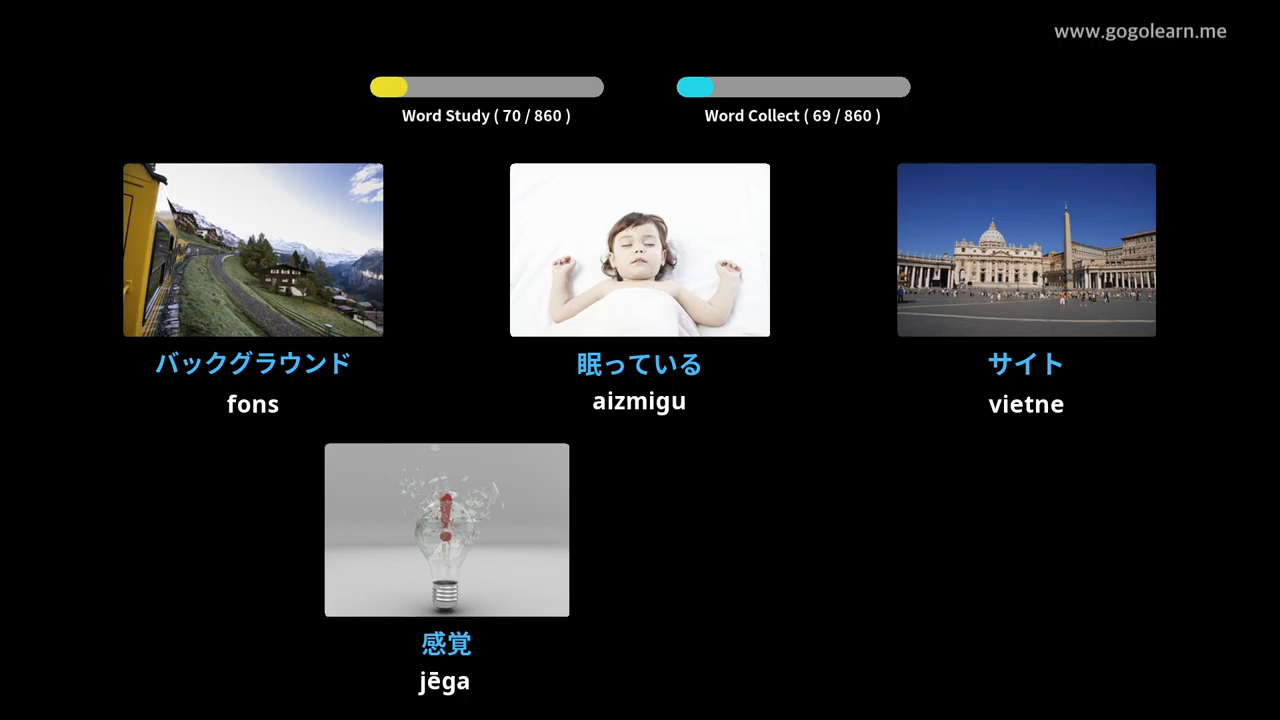 www.gogolearn.me
Word Study ( 70 / 860 )
Word Collect ( 69 / 860 )
バックグラウンド
fons
眠っている
aizmigu
サイト
vietne
感覚
jēga